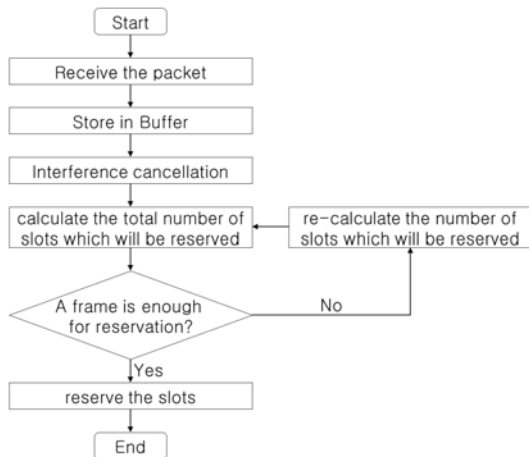 Start
Receive the packet
Store in Buffer
Interference cancellation
calculate the total number of
slots which will be reserved
re-calculate the number of
slots which will be reserved
A frame is enough
for reservation?
No
Yes
reserve the slots
End